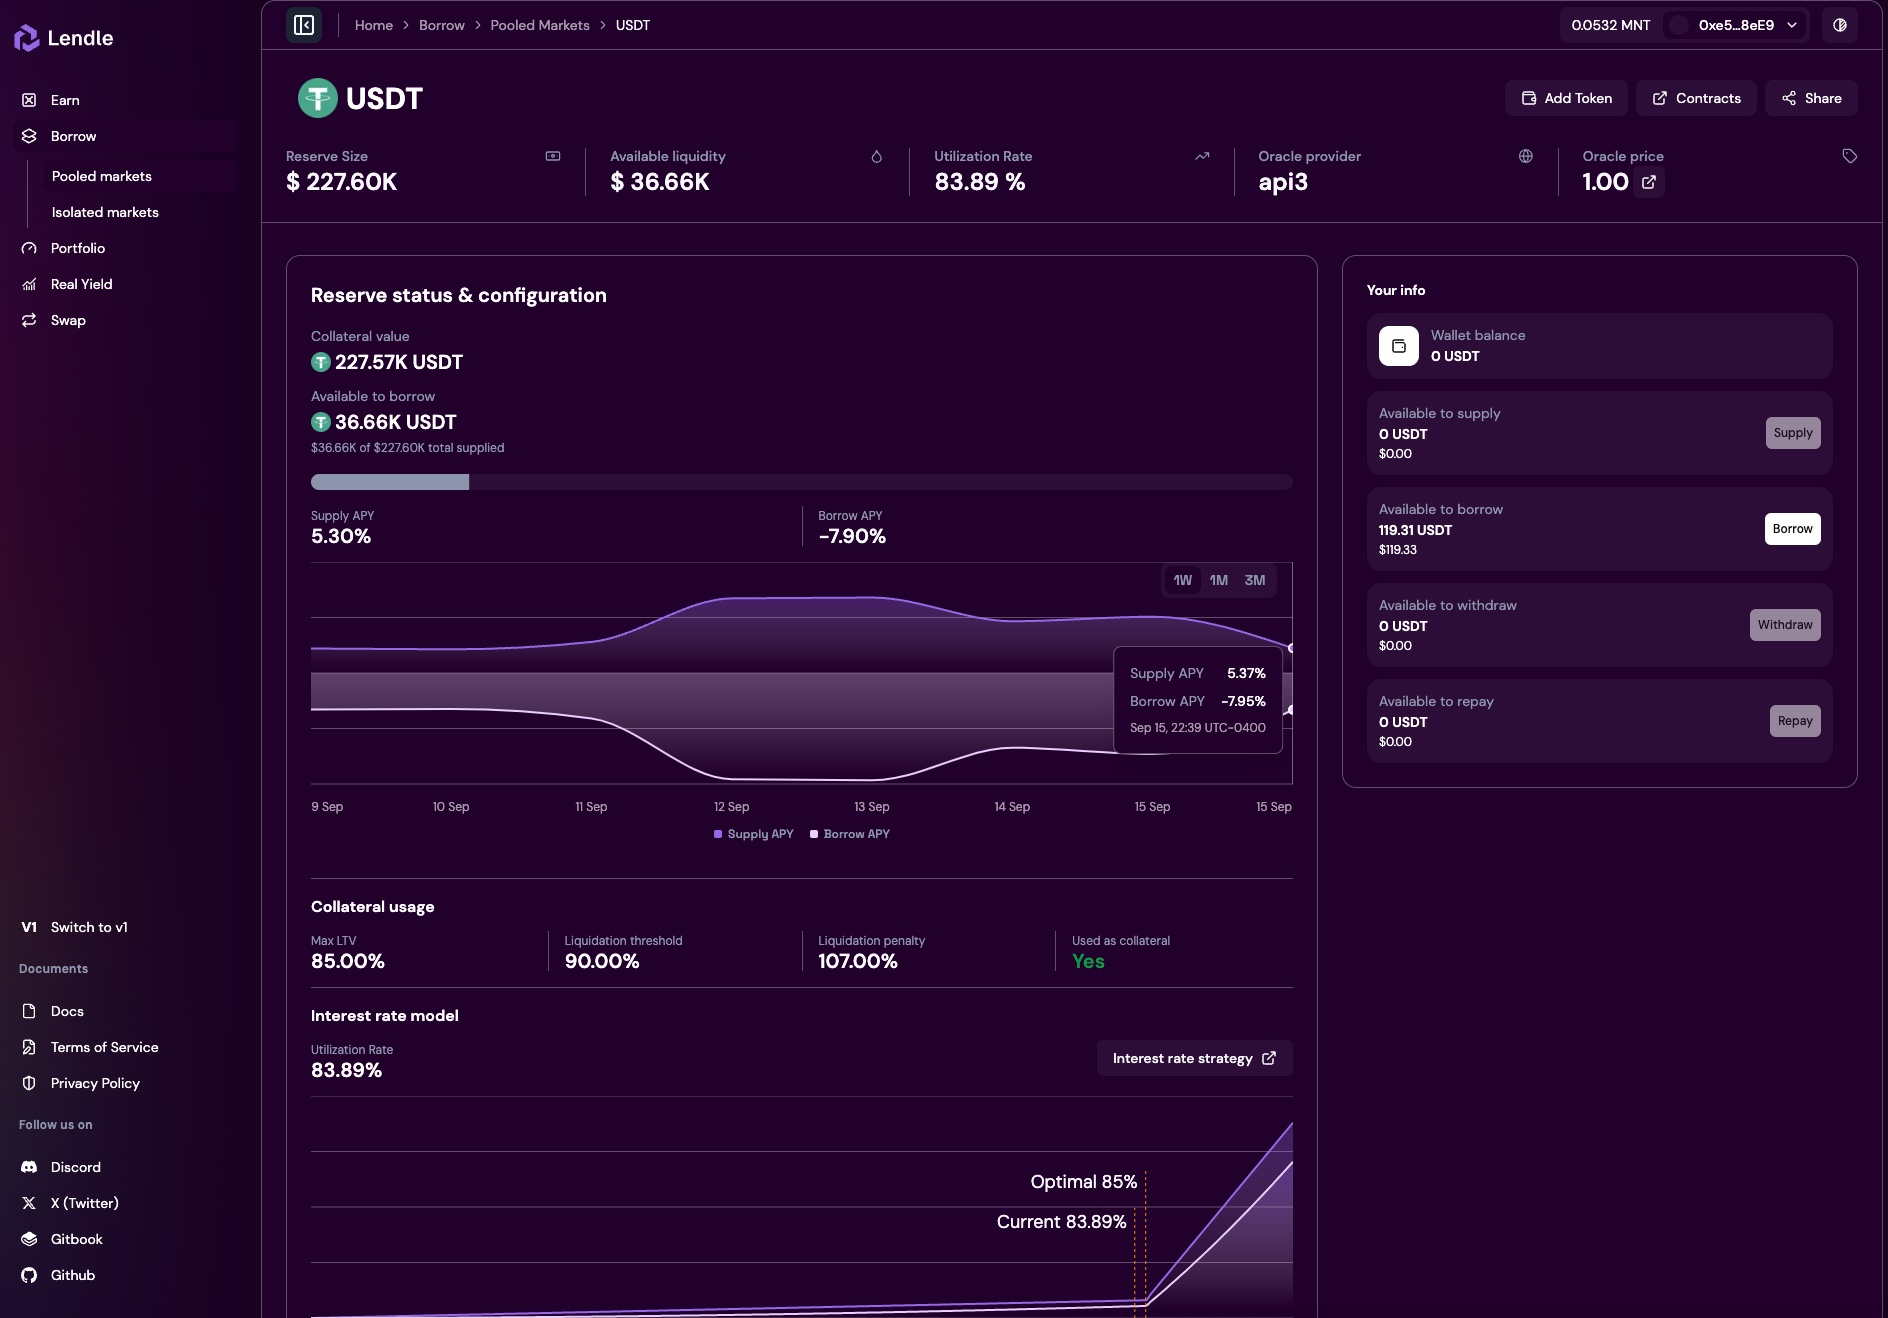 Lendle
Earn
Borrow
Pooled markets
Isolated markets
Portfolio
Real Yield
Swap
V1 Switch to v1
Documents
Docs
Terms of Service
Privacy Policy
Follow us on
Discord
X (Twitter)
Gitbook
Github
Home > Borrow > Pooled Markets > USDT
0.0532 MNT 0xe5...8eE9
USDT
Add Token Contracts Share
Reserve Size
$ 227.60K
Available liquidity
$ 36.66K
Utilization Rate
83.89 %
Oracle provider
api3
Oracle price
1.00
Reserve status & configuration
Collateral value
227.57K USDT
Available to borrow
36.66K USDT
$36.66K of $227.60K total supplied
Supply APY
5.30%
Borrow APY
-7.90%
1W 1M 3M
Supply APY 5.37%
Borrow APY -7.95%
Sep 15, 22:39 UTC-0400
9 Sep 10 Sep 11 Sep 12 Sep 13 Sep 14 Sep 15 Sep 15 Sep
Supply APY Borrow APY
Collateral usage
Max LTV
85.00%
Liquidation threshold
90.00%
Liquidation penalty
107.00%
Used as collateral
Yes
Interest rate model
Utilization Rate
83.89%
Interest rate strategy
Optimal 85%
Current 83.89%
Your info
Wallet balance
0 USDT
Available to supply
0 USDT
$0.00
Supply
Available to borrow
119.31 USDT
$119.33
Borrow
Available to withdraw
0 USDT
$0.00
Withdraw
Available to repay
0 USDT
$0.00
Repay